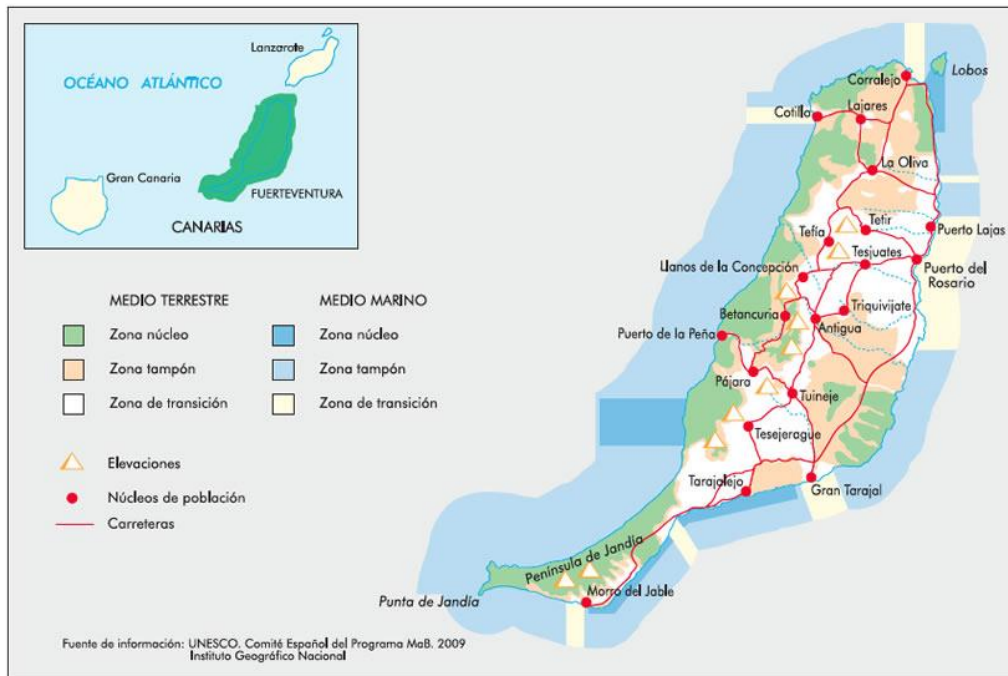 Lanzarote
OCÉANO ATLÁNTICO
Gran Canaria
FUERTEVENTURA
CANARIAS
MEDIO TERRESTRE
Zona núcleo
Zona tampón
Zona de transición
MEDIO MARINO
Zona núcleo
Zona tampón
Zona de transición
Elevaciones
Núcleos de población
Carreteras
Corralejo
Lobos
Cotillo
Lajares
La Oliva
Tetir
Puerto Lajas
Tefía
Tesjuates
Llanos de la Concepción
Puerto del
Rosario
Betancuria
Triquivijate
Antigua
Puerto de la Peña
Pájara
Tuineje
Tesejerague
Tarajalejo
Gran Tarajal
Península de Jandía
Punta de Jandía
Morro del Jable
Fuente de información: UNESCO. Comité Español del Programa MaB. 2009
Instituto Geográfico Nacional